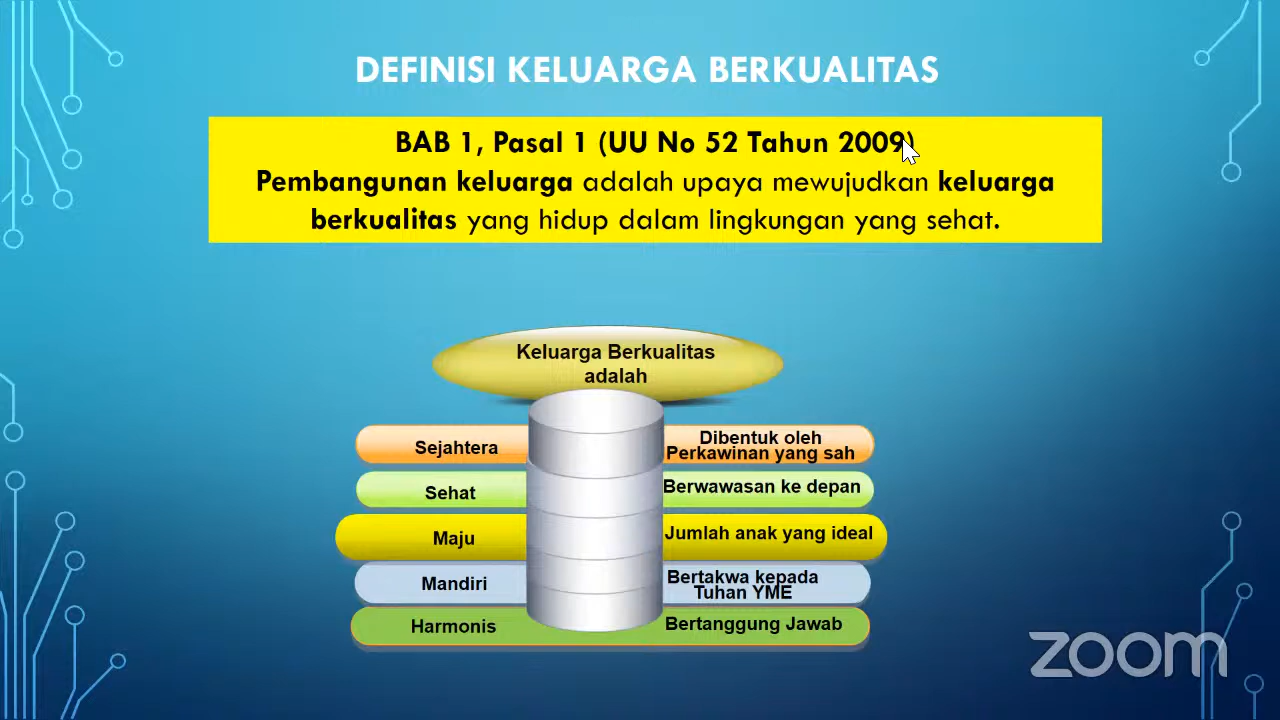 DEFINISI KELUARGA BERKUALITAS
BAB 1, Pasal 1 (UU No 52 Tahun 2009)
Pembangunan keluarga adalah upaya mewujudkan keluarga
berkualitas yang hidup dalam lingkungan yang sehat.
Keluarga Berkualitas
adalah
Sejahtera
Dibentuk oleh
Perkawinan yang sah
Sehat
Berwawasan ke depan
Maju
Jumlah anak yang ideal
Mandiri
Bertakwa kepada
Tuhan YME
Harmonis
Bertanggung Jawab
zoom